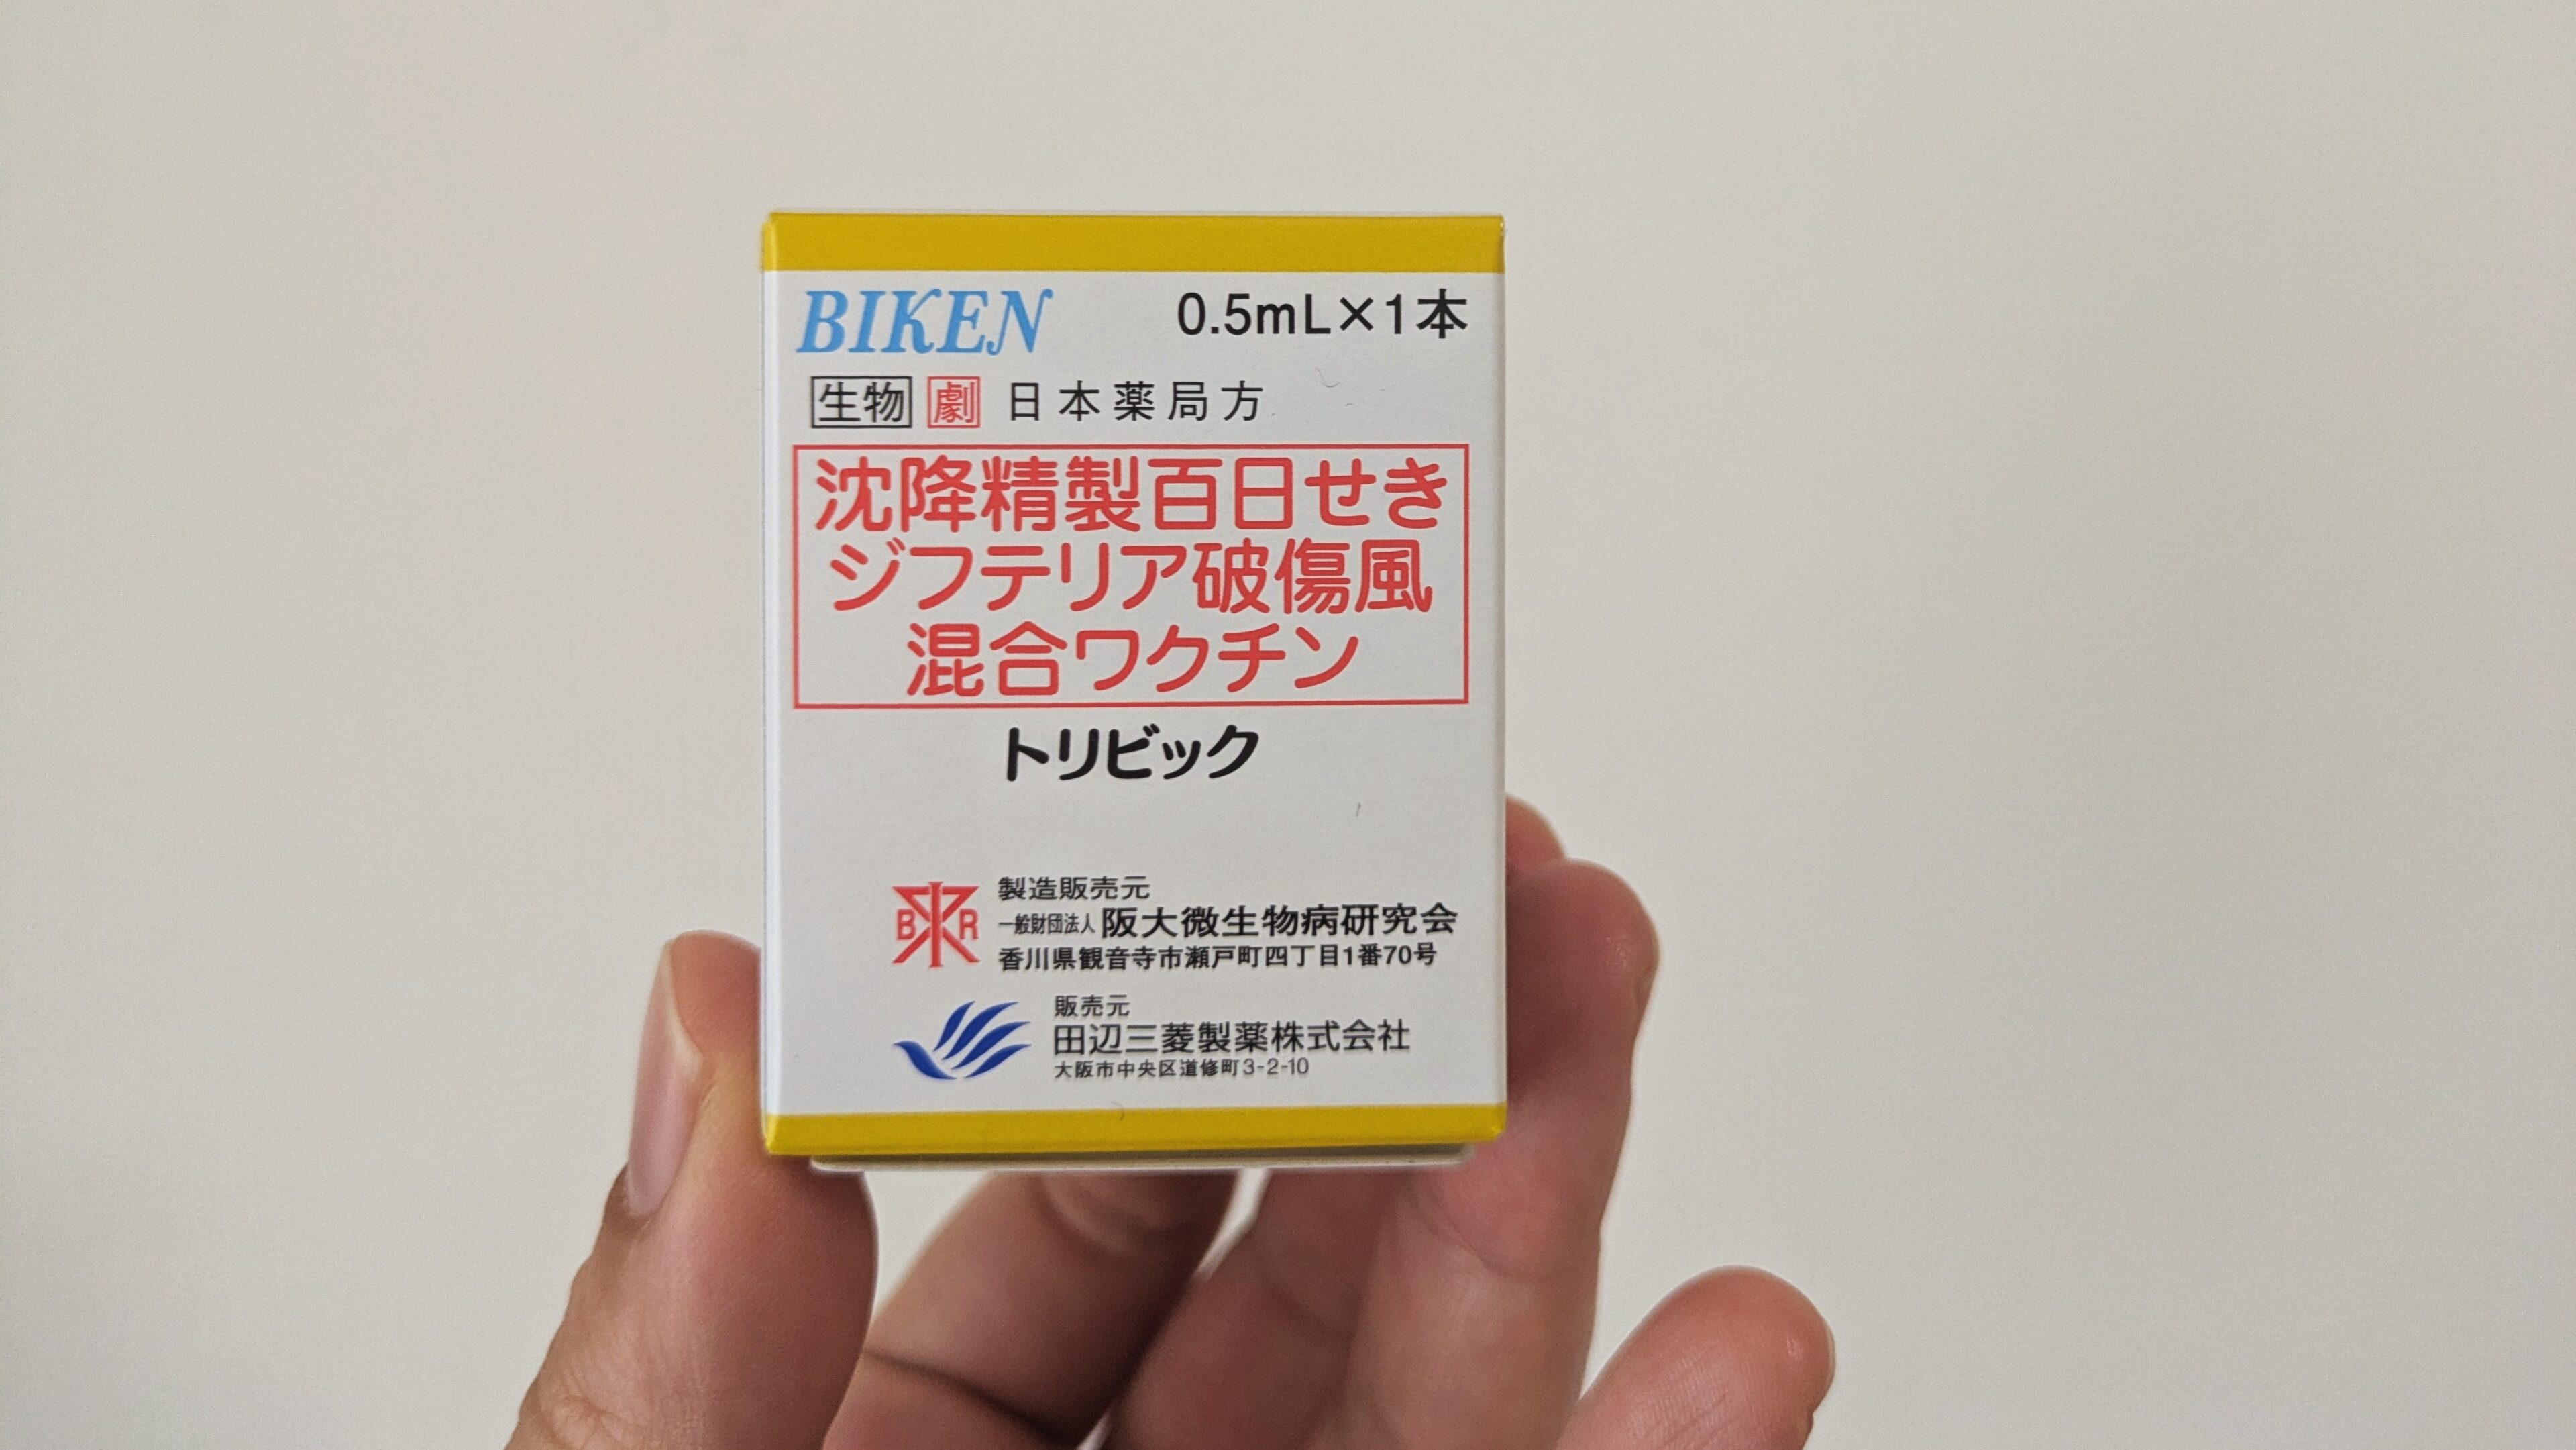 BIKEN 0.5mL×1本
生物 劇 日本薬局方
沈降精製百日せき
ジフテリア破傷風
混合ワクチン
トリビック
製造販売元
一般財団法人 阪大微生物病研究会
香川県観音寺市瀬戸町四丁目1番70号
B R
販売元
田辺三菱製薬株式会社
大阪市中央区道修町3-2-10